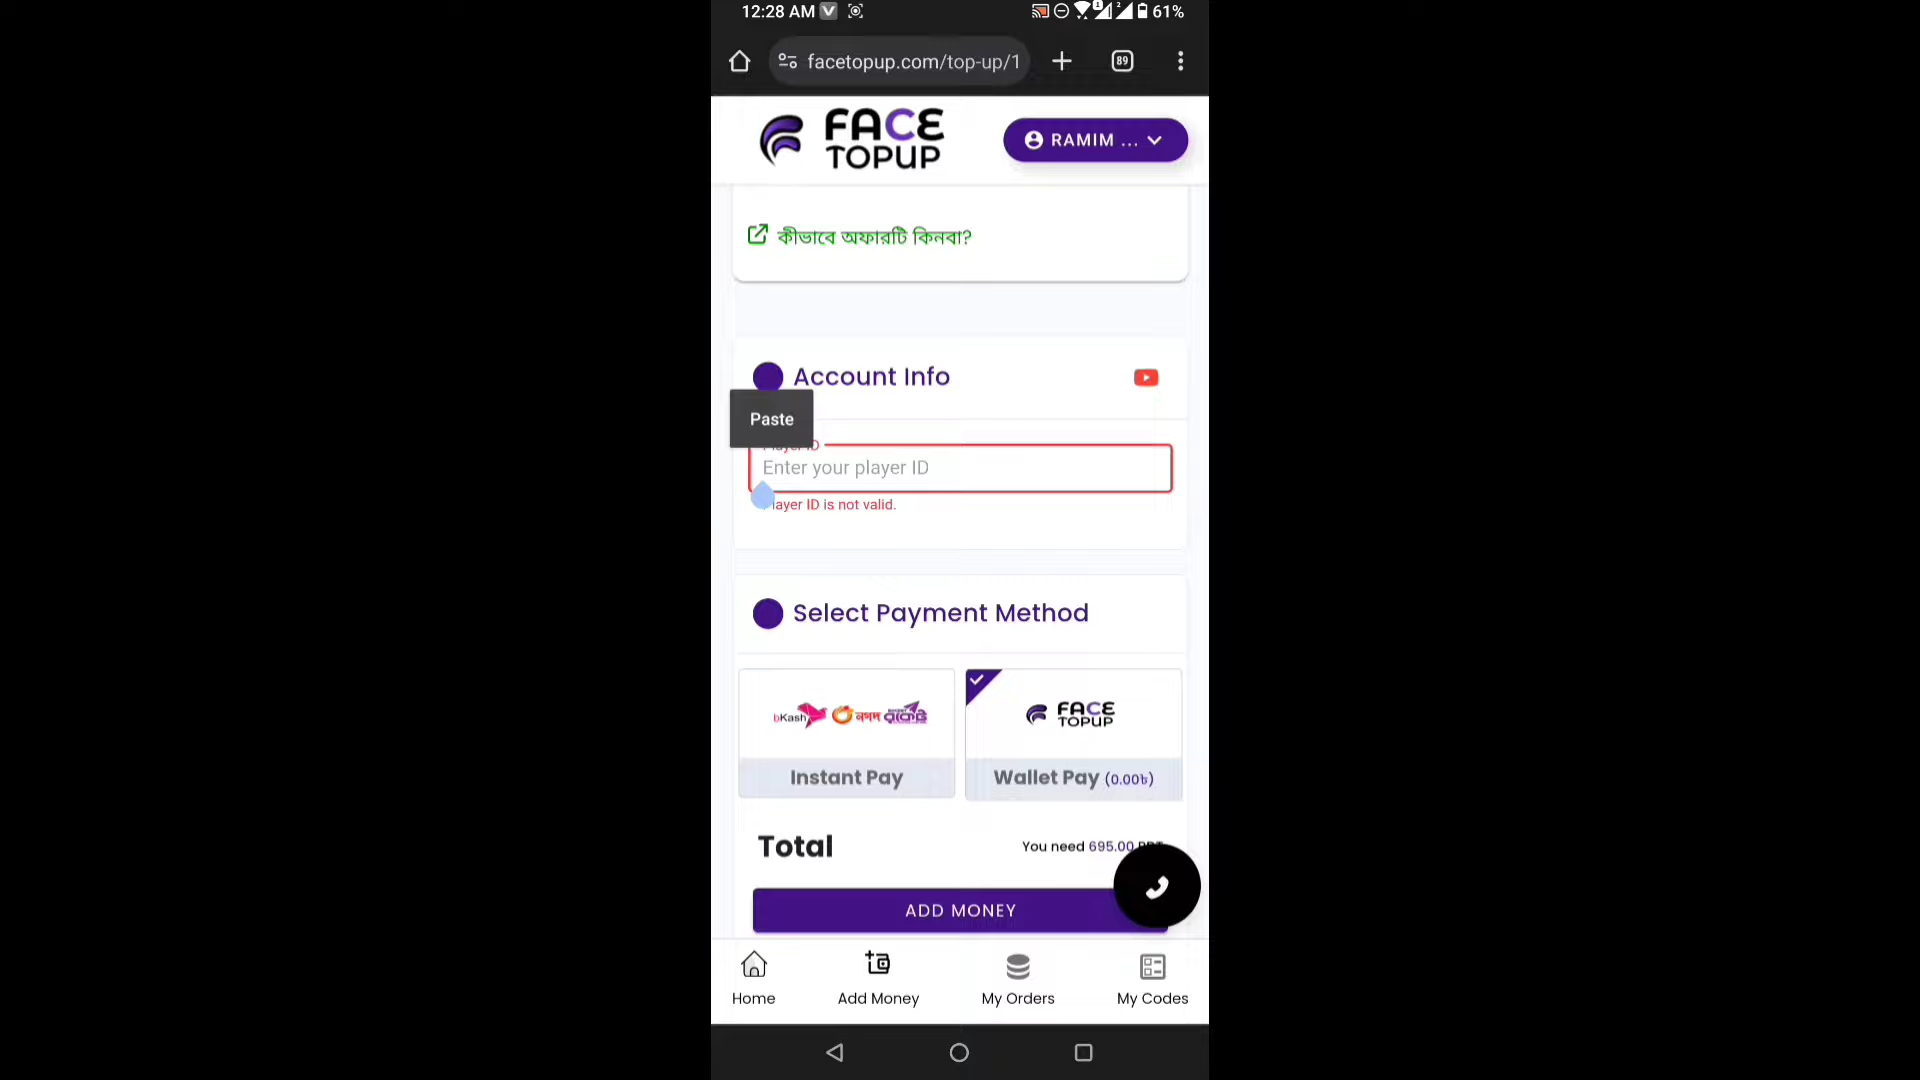 12:28 AM
61%
facetopup.com/top-up/1
89
FACE
TOPUP
RAMIM ...
কীভাবে অফারটি কিনবা?
Account Info
Paste
Enter your player ID
layer ID is not valid.
Select Payment Method
bKash নগদ রকেট
FACE
TOPUP
Instant Pay
Wallet Pay (0.00৳)
Total
You need 695.00
ADD MONEY
Home
Add Money
My Orders
My Codes